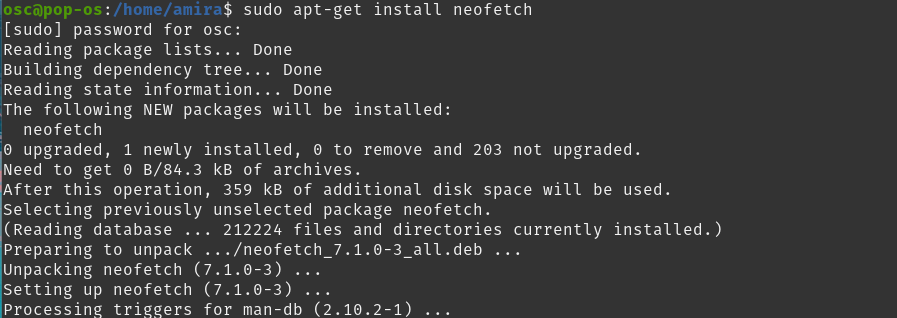 osc@pop-os:/home/amira$ sudo apt-get install neofetch
[sudo] password for osc:
Reading package lists... Done
Building dependency tree... Done
Reading state information... Done
The following NEW packages will be installed:
  neofetch
0 upgraded, 1 newly installed, 0 to remove and 203 not upgraded.
Need to get 0 B/84.3 kB of archives.
After this operation, 359 kB of additional disk space will be used.
Selecting previously unselected package neofetch.
(Reading database ... 212224 files and directories currently installed.)
Preparing to unpack .../neofetch_7.1.0-3_all.deb ...
Unpacking neofetch (7.1.0-3) ...
Setting up neofetch (7.1.0-3) ...
Processing triggers for man-db (2.10.2-1) ...